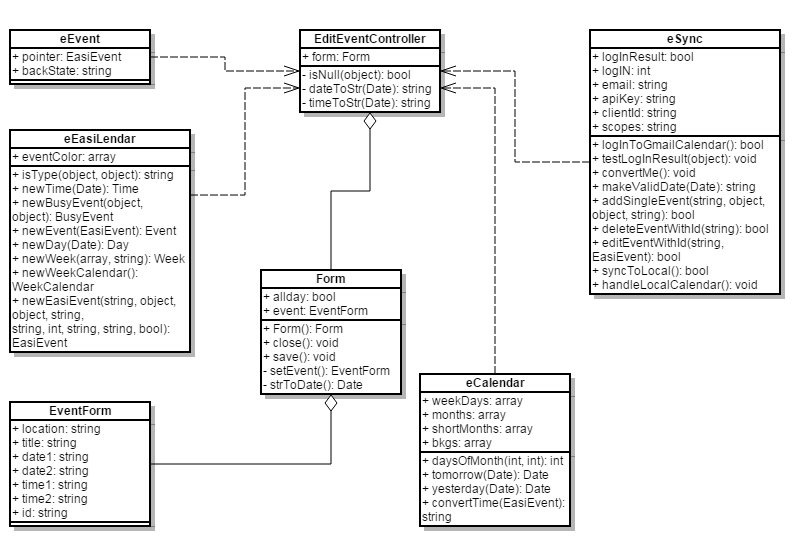 eEvent
+ pointer: EasiEvent
+ backState: string
EditEventController
+ form: Form
- isNull(object): bool
- dateToStr(Date): string
- timeToStr(Date): string
eSync
+ logInResult: bool
+ logIN: int
+ email: string
+ apiKey: string
+ clientId: string
+ scopes: string
+ logInToGmailCalendar(): bool
+ testLogInResult(object): void
+ convertMe(): void
+ makeValidDate(Date): string
+ addSingleEvent(string, object,
object, string): bool
+ deleteEventWithId(string): bool
+ editEventWithId(string,
EasiEvent): bool
+ syncToLocal(): bool
+ handleLocalCalendar(): void
eEasiLendar
+ eventColor: array
+ isType(object, object): string
+ newTime(Date): Time
+ newBusyEvent(object,
object): BusyEvent
+ newEvent(EasiEvent): Event
+ newDay(Date): Day
+ newWeek(array, string): Week
+ newWeekCalendar():
WeekCalendar
+ newEasiEvent(string, object,
object, string,
string, int, string, string, bool):
EasiEvent
Form
+ allday: bool
+ event: EventForm
+ Form(): Form
+ close(): void
+ save(): void
- setEvent(): EventForm
- strToDate(): Date
EventForm
+ location: string
+ title: string
+ date1: string
+ date2: string
+ time1: string
+ time2: string
+ id: string
eCalendar
+ weekDays: array
+ months: array
+ shortMonths: array
+ bkgs: array
+ daysOfMonth(int, int): int
+ tomorrow(Date): Date
+ yesterday(Date): Date
+ convertTime(EasiEvent):
string